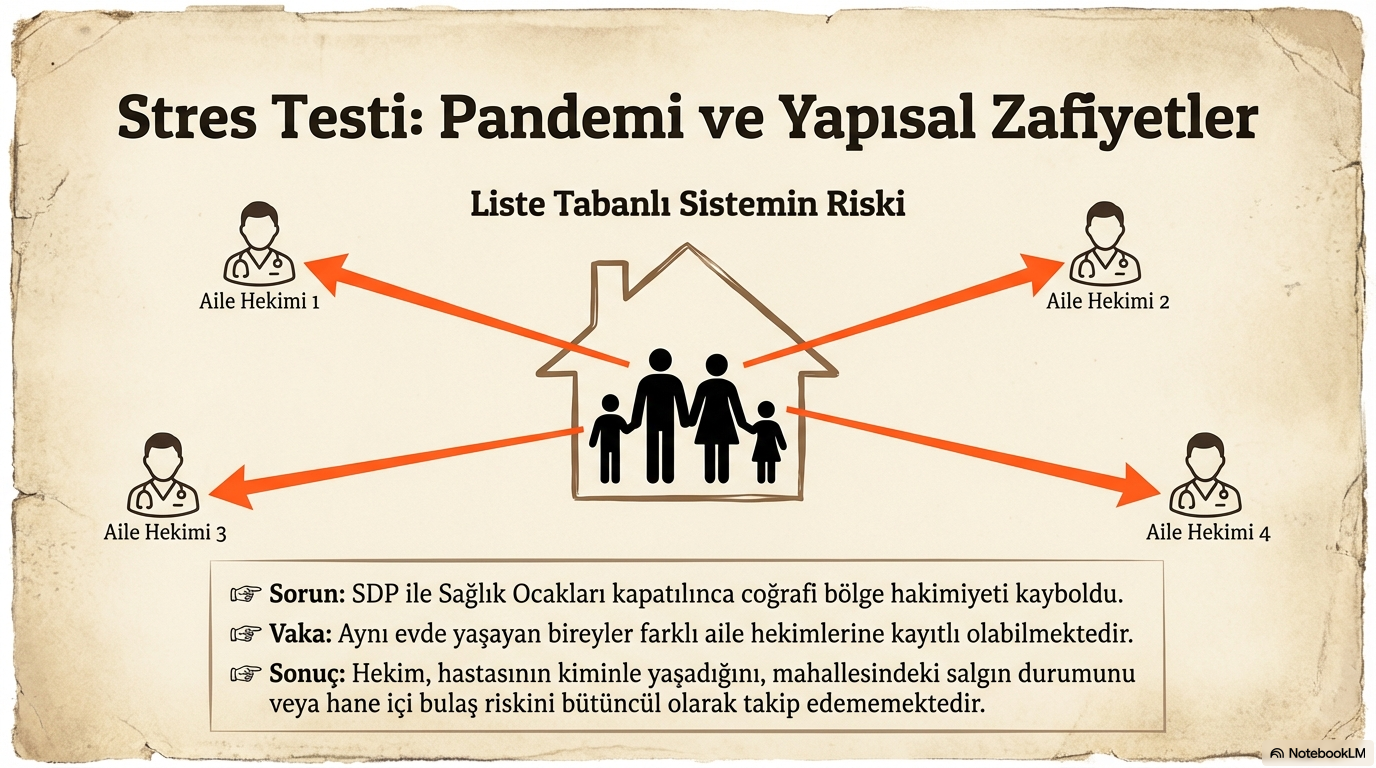 Stres Testi: Pandemi ve Yapısal Zafiyetler
Liste Tabanlı Sistemin Riski
Aile Hekimi 1
Aile Hekimi 2
Aile Hekimi 3
Aile Hekimi 4
Sorun: SDP ile Sağlık Ocakları kapatılınca coğrafi bölge hakimiyeti kayboldu.
Vaka: Aynı evde yaşayan bireyler farklı aile hekimlerine kayıtlı olabilmektedir.
Sonuç: Hekim, hastasının kiminle yaşadığını, mahallesindeki salgın durumunu
veya hane içi bulaş riskini bütüncül olarak takip edememektedir.
NotebookLM